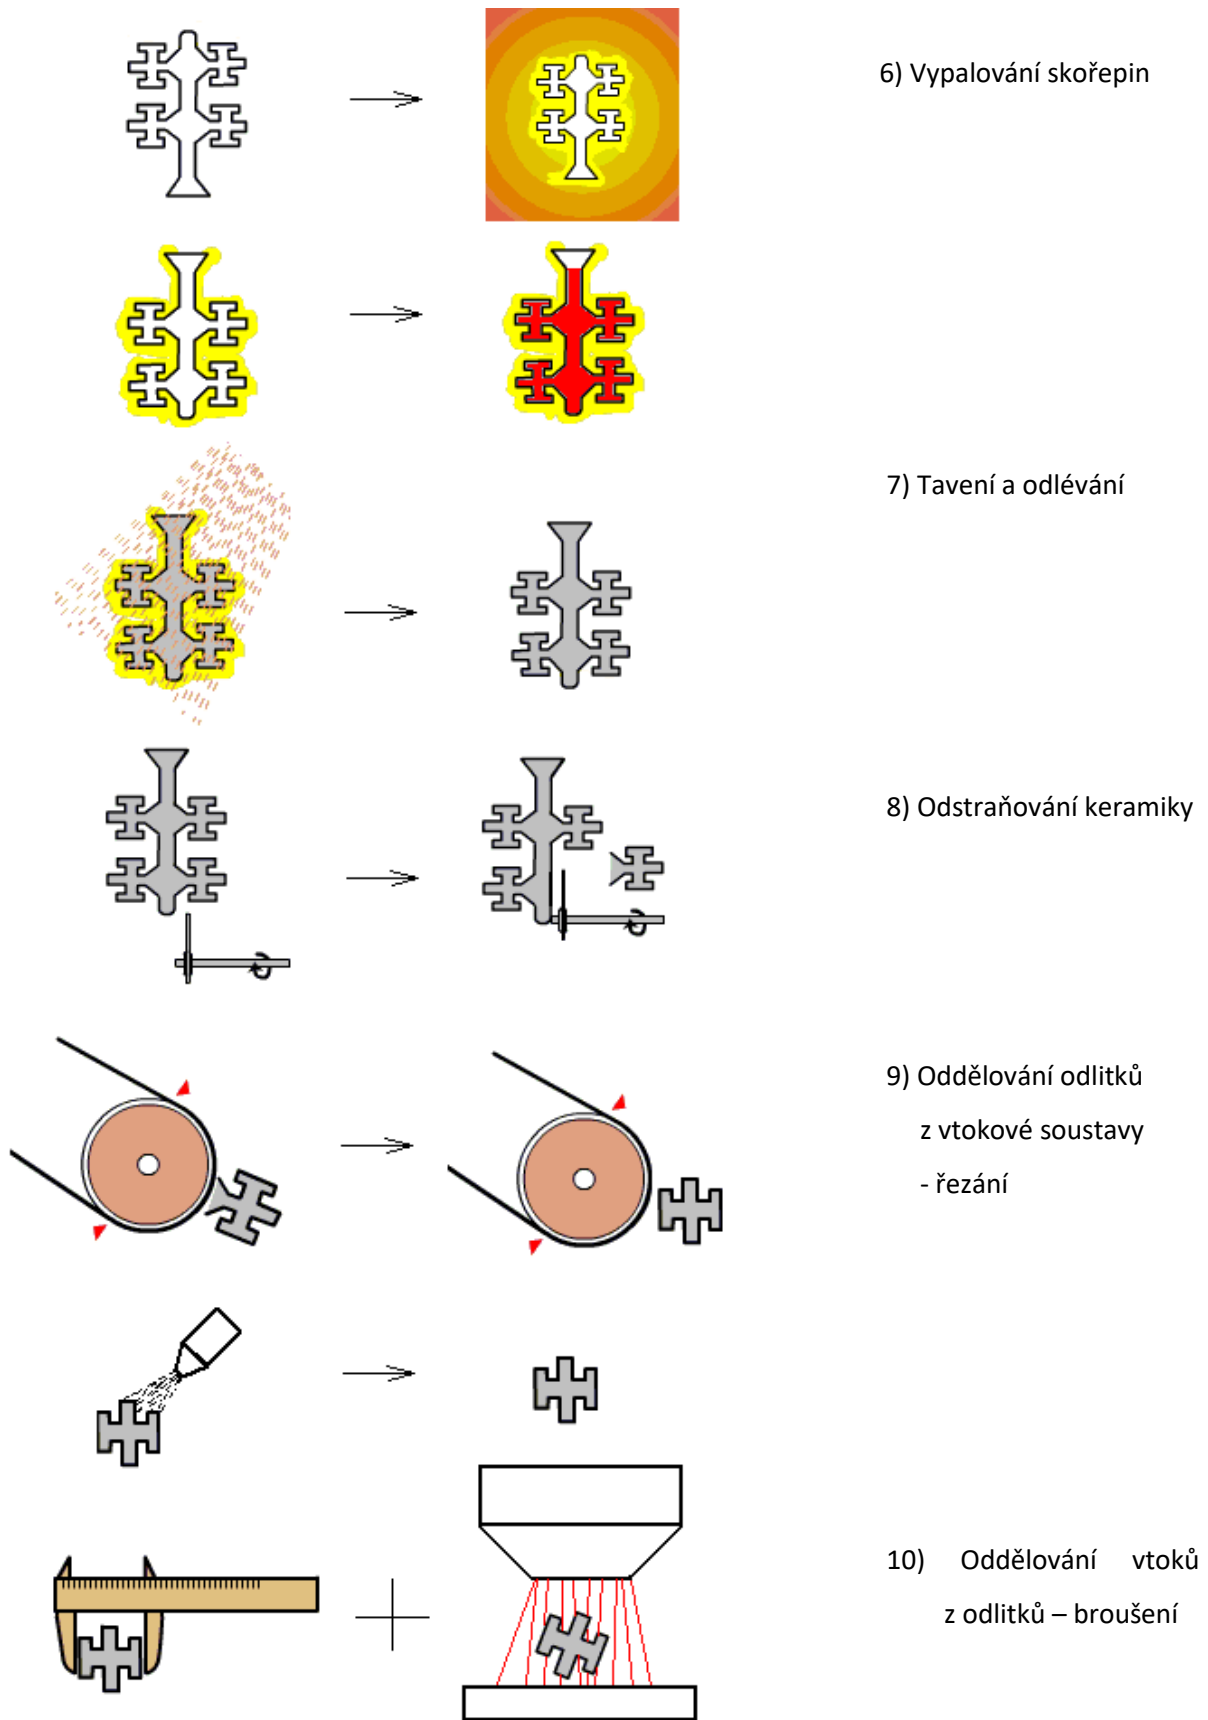 6) Vypalování skořepin
7) Tavení a odlévání
8) Odstraňování keramiky
9) Oddělování odlitků
z vtokové soustavy
- řezání
10) Oddělování vtoků
z odlitků – broušení